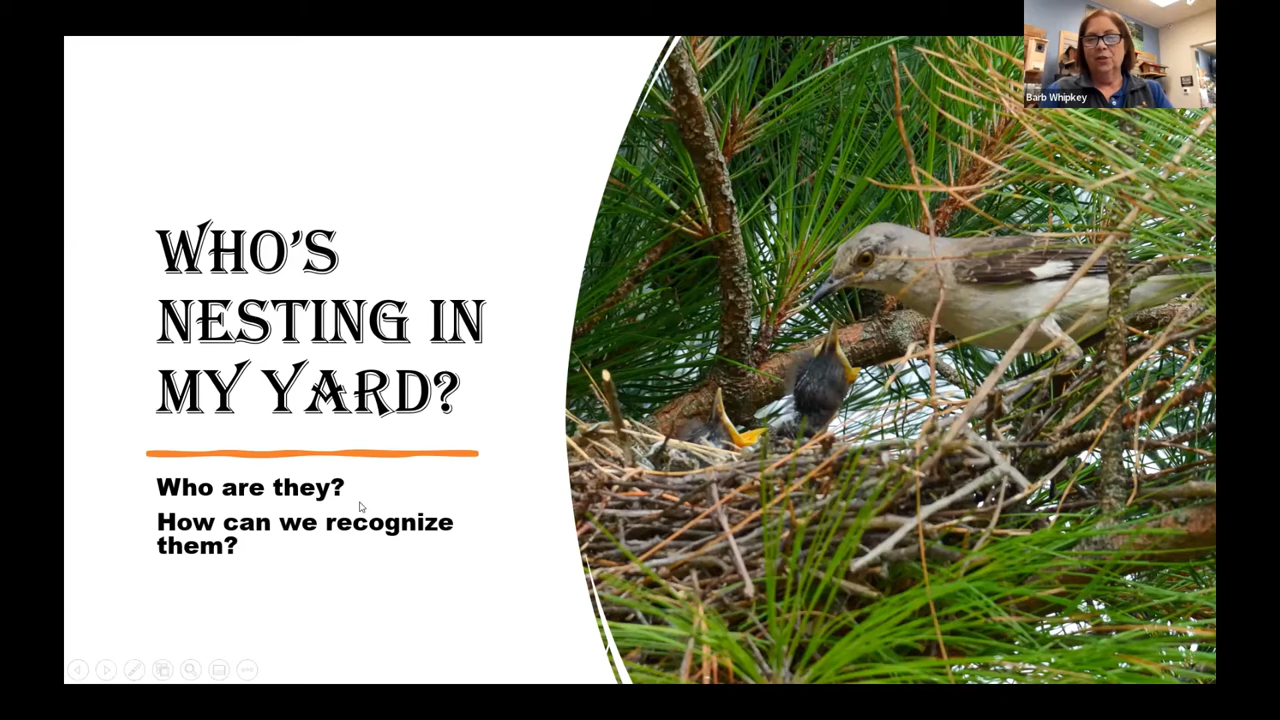 Barb Whipkey
WHO'S
NESTING IN
MY YARD?
Who are they?
How can we recognize
them?